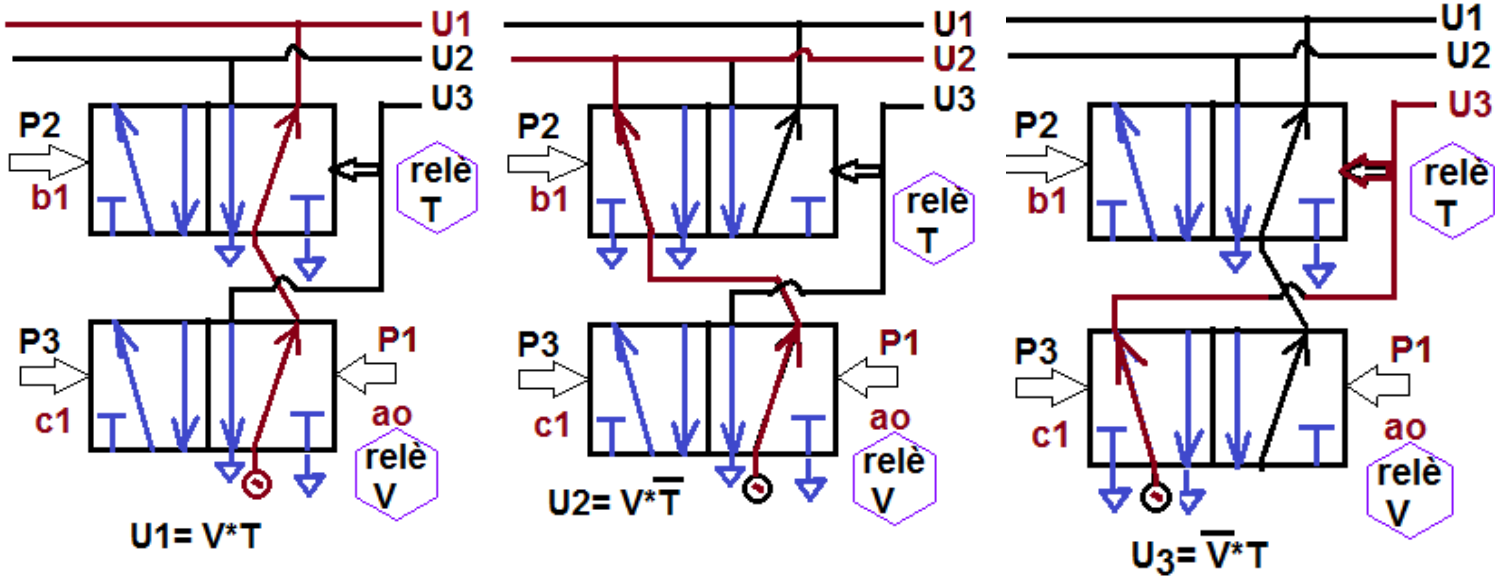 U1
U2
U3
P2
b1
relè
T
P3
c1
P1
ao
relè
V
U1= V*T
U1
U2
U3
P2
b1
relè
T
P3
c1
P1
ao
relè
V
U2= V*T̅
U1
U2
U3
P2
b1
relè
T
P3
c1
P1
ao
relè
V
U3= V̅*T